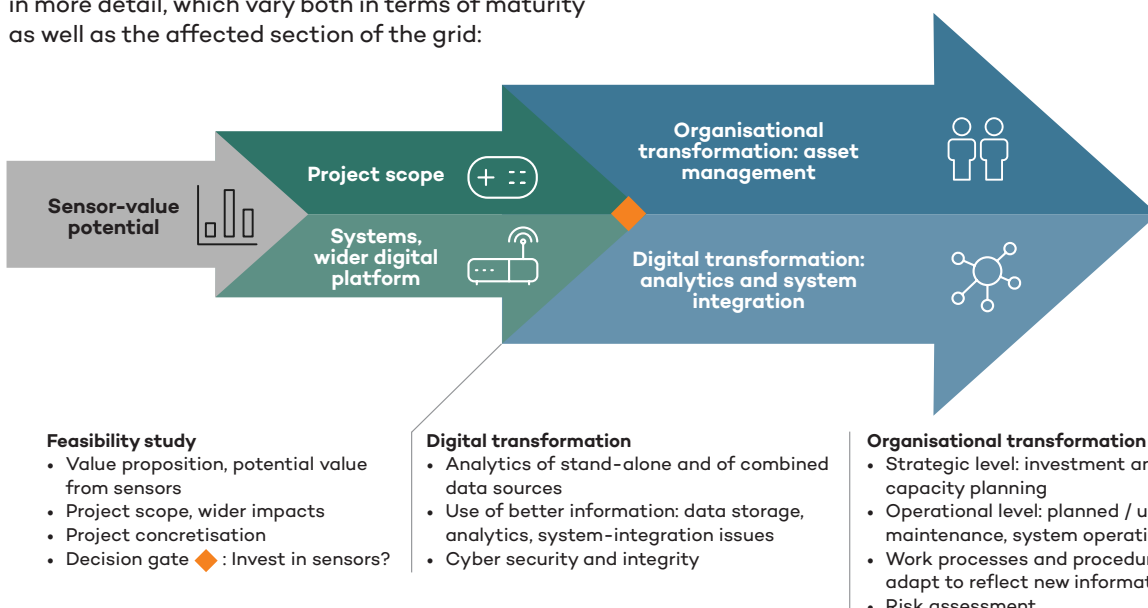 in more detail, which vary both in terms of maturity
as well as the affected section of the grid:
Sensor-value
potential
Project scope
Systems,
wider digital
platform
Organisational
transformation: asset
management
Digital transformation:
analytics and system
integration
Feasibility study
• Value proposition, potential value
from sensors
• Project scope, wider impacts
• Project concretisation
• Decision gate : Invest in sensors?
Digital transformation
• Analytics of stand-alone and of combined
data sources
• Use of better information: data storage,
analytics, system-integration issues
• Cyber security and integrity
Organisational transformation
• Strategic level: investment
capacity planning
• Operational level: planned /
maintenance, system
• Work processes and
adapt to reflect new
• Risk assessment